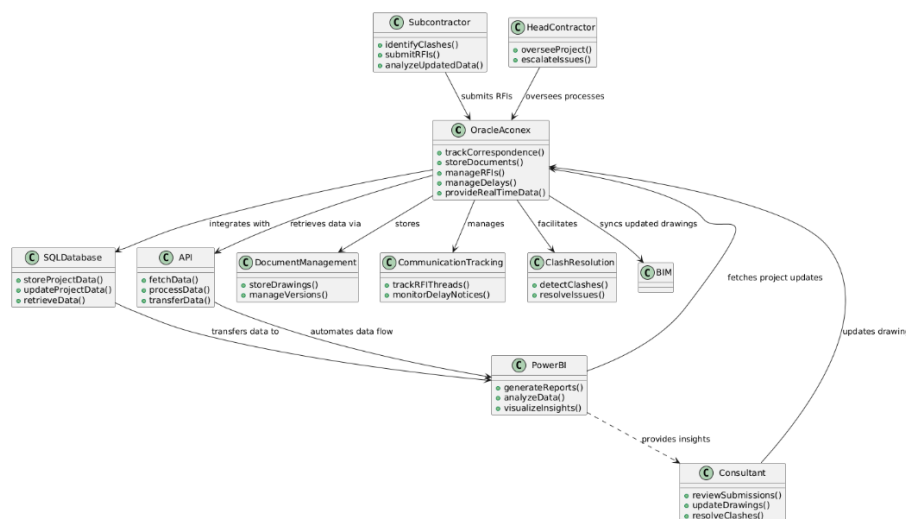 C Subcontractor
identifyClashes()
submitRFIs()
analyzeUpdatedData()
C HeadContractor
overseeProject()
escalateIssues()
submits RFIs
oversees processes
C OracleAconex
trackCorrespondence()
storeDocuments()
manageRFIs()
manageDelays()
provideRealTimeData()
integrates with
retrieves data via
stores
manages
facilitates
syncs updated drawings
C SQLDatabase
storeProjectData()
updateProjectData()
retrieveData()
C API
fetchData()
processData()
transferData()
C DocumentManagement
storeDrawings()
manageVersions()
C CommunicationTracking
trackRFIThreads()
monitorDelayNotices()
C ClashResolution
detectClashes()
resolveIssues()
C BIM
fetches project updates
transfers data to
automates data flow
updates drawin
C PowerBI
generateReports()
analyzeData()
visualizeInsights()
provides insights
C Consultant
reviewSubmissions()
updateDrawings()
resolveClashes()